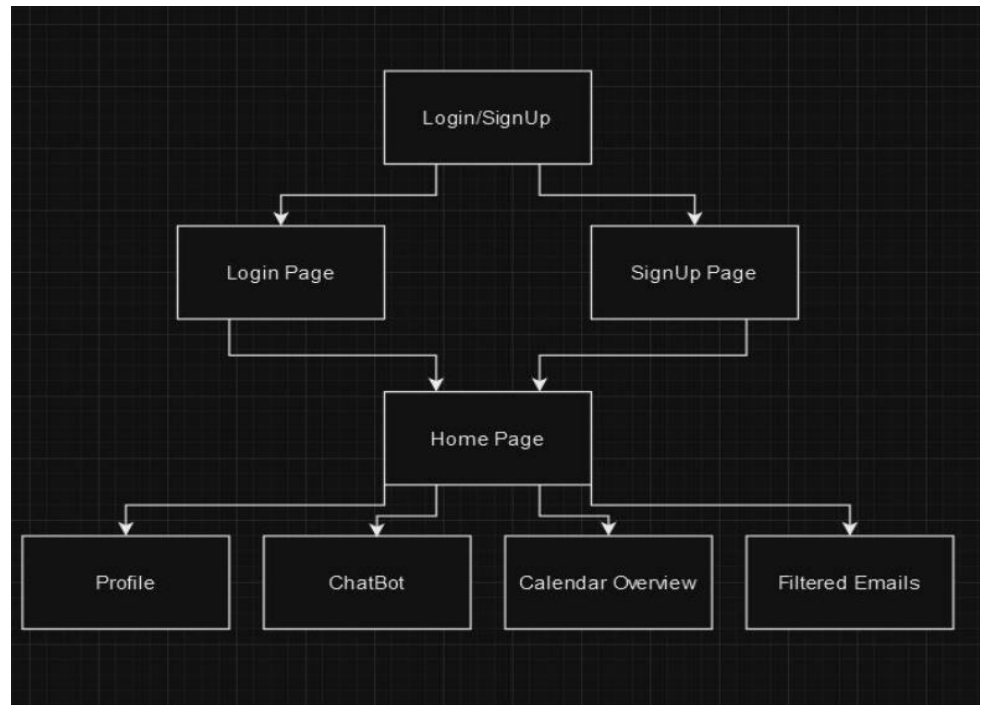 Login/SignUp
Login Page
SignUp Page
Home Page
Profile
ChatBot
Calendar Overview
Filtered Emails